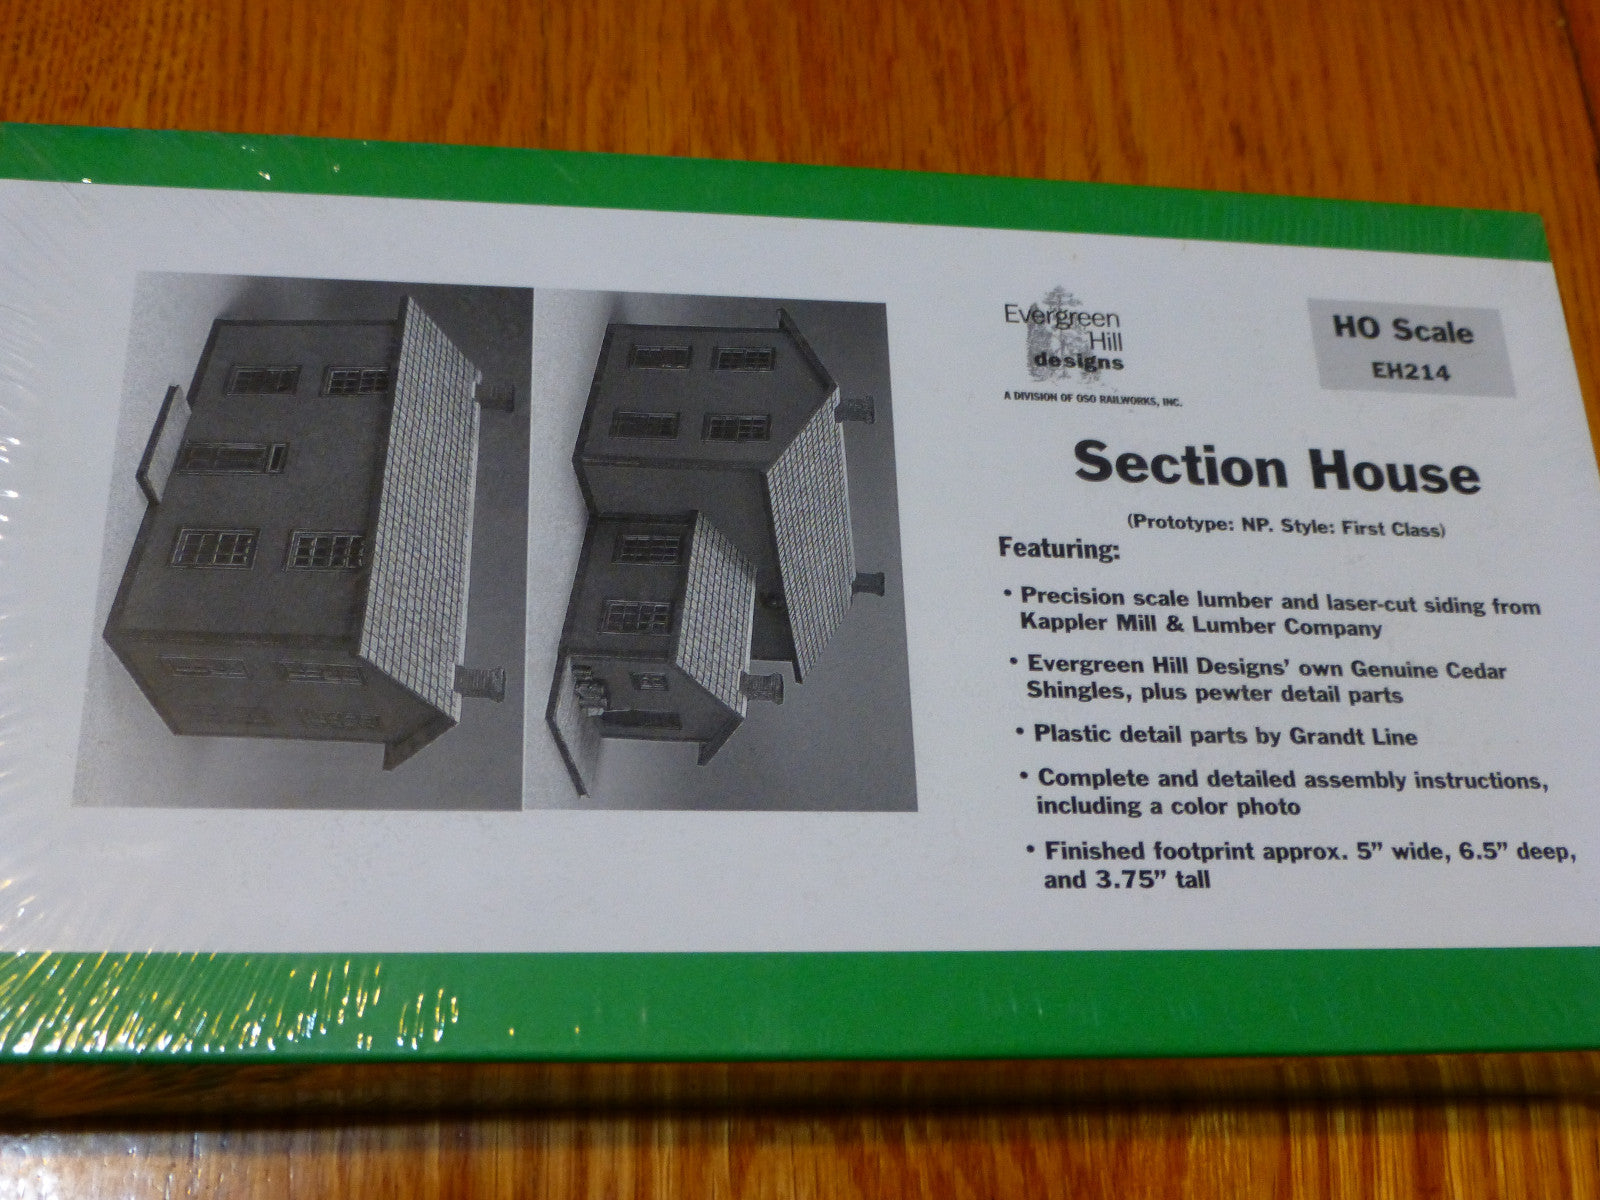 Evergreen
Hill
designs
A DIVISION OF OSO RAILWORKS, INC.
HO Scale
EH214
Section House
(Prototype: NP. Style: First Class)
Featuring:
• Precision scale lumber and laser-cut siding from
Kappler Mill & Lumber Company
• Evergreen Hill Designs’ own Genuine Cedar
Shingles, plus pewter detail parts
• Plastic detail parts by Grandt Line
• Complete and detailed assembly instructions,
including a color photo
• Finished footprint approx. 5” wide, 6.5” deep,
and 3.75” tall